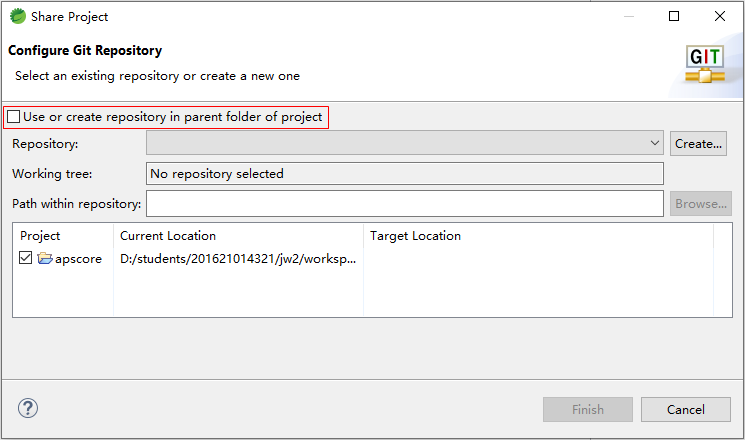 Share Project
Configure Git Repository
Select an existing repository or create a new one
GIT
Use or create repository in parent folder of project
Repository: Create...
Working tree: No repository selected
Path within repository: Browse...
Project Current Location Target Location
apscore D:/students/201621014321/jw2/worksp...
? Finish Cancel